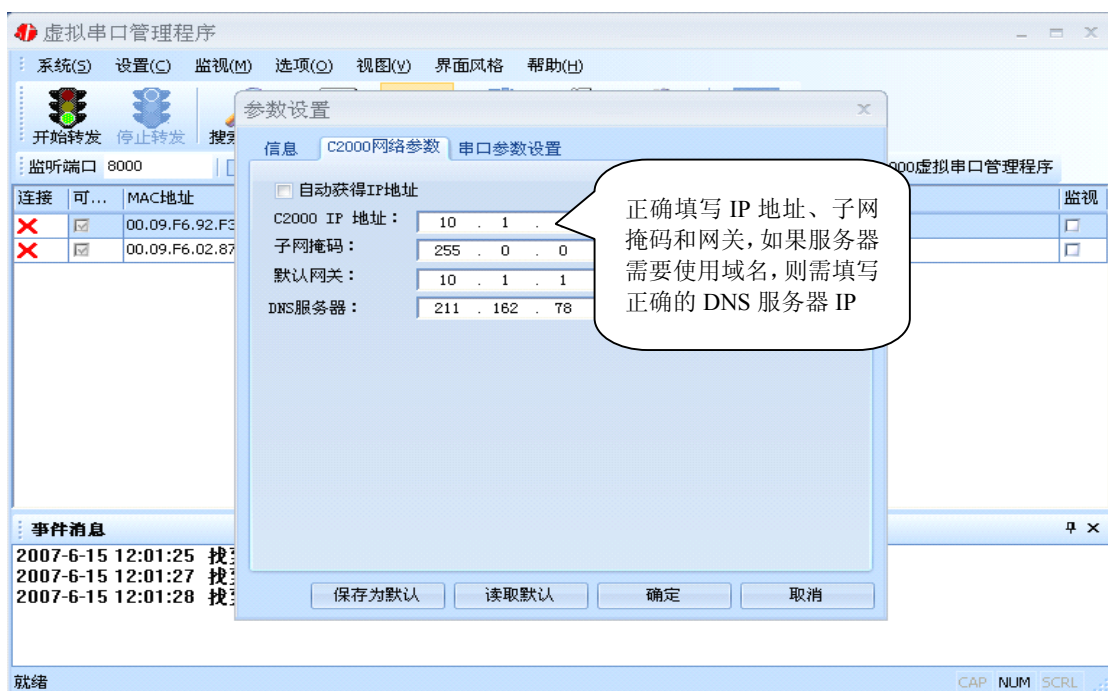 虚拟串口管理程序
系统(S) 设置(C) 监视(M) 选项(O) 视图(V) 界面风格 帮助(H)
开始转发 停止转发 搜索
监听端口 8000
000虚拟串口管理程序
连接 可... MAC地址 监视
00.09.F6.92.F3
00.09.F6.02.87
参数设置
信息 C2000网络参数 串口参数设置
自动获得IP地址
C2000 IP 地址: 10 . 1 .
子网掩码: 255 . 0 . 0
默认网关: 10 . 1 . 1
DNS服务器: 211 . 162 . 78
正确填写 IP 地址、子网
掩码和网关,如果服务器
需要使用域名,则需填写
正确的 DNS 服务器 IP
保存为默认 读取默认 确定 取消
事件消息
2007-6-15 12:01:25 找
2007-6-15 12:01:27 找
2007-6-15 12:01:28 找
就绪
CAP NUM SCRL